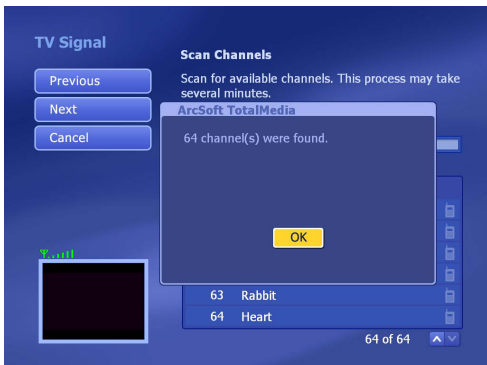 TV Signal
Scan Channels
Previous
Scan for available channels. This process may take
several minutes.
Next
ArcSoft TotalMedia
Cancel
64 channel(s) were found.
OK
63 Rabbit
64 Heart
64 of 64